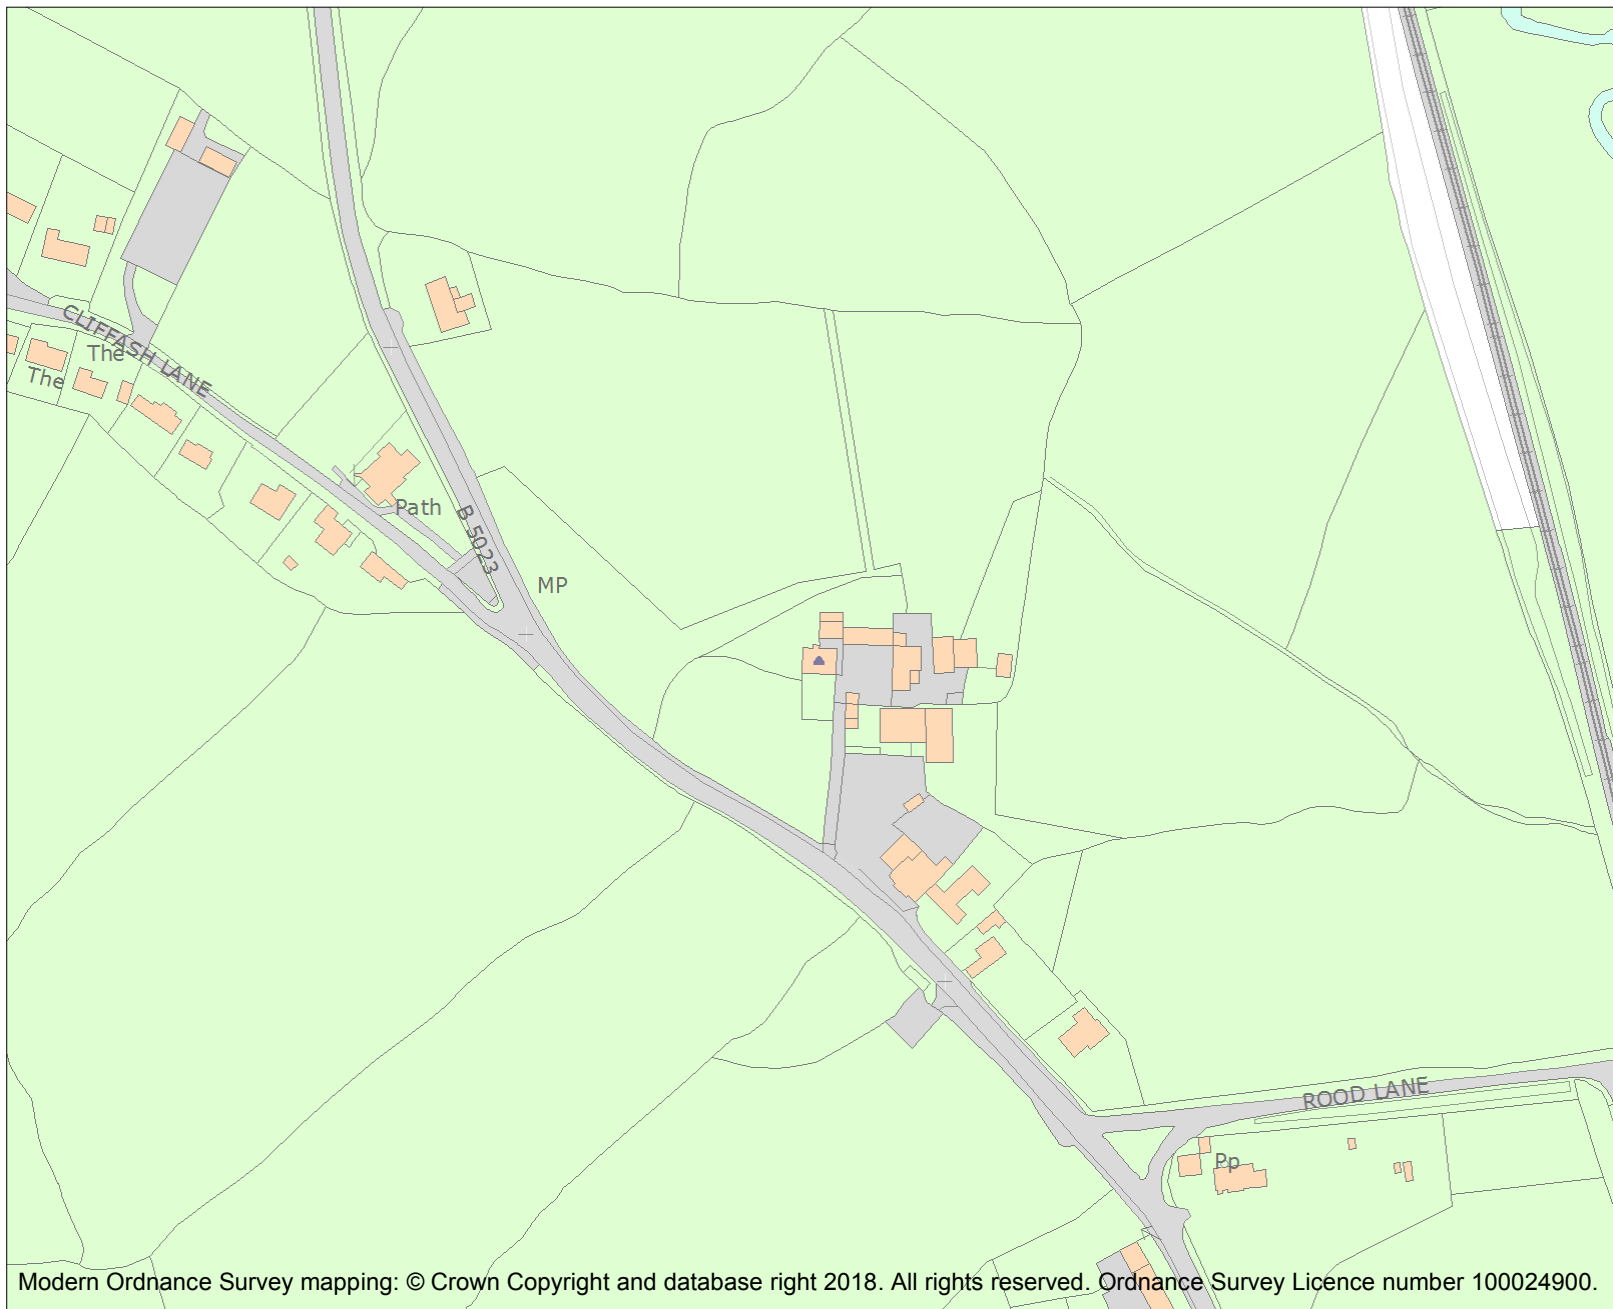 CLIFFASH LANE
The
The
Path
B 5023
MP
ROOD LANE
Pp
Modern Ordnance Survey mapping: © Crown Copyright and database right 2018. All rights reserved. Ordnance Survey Licence number 100024900.